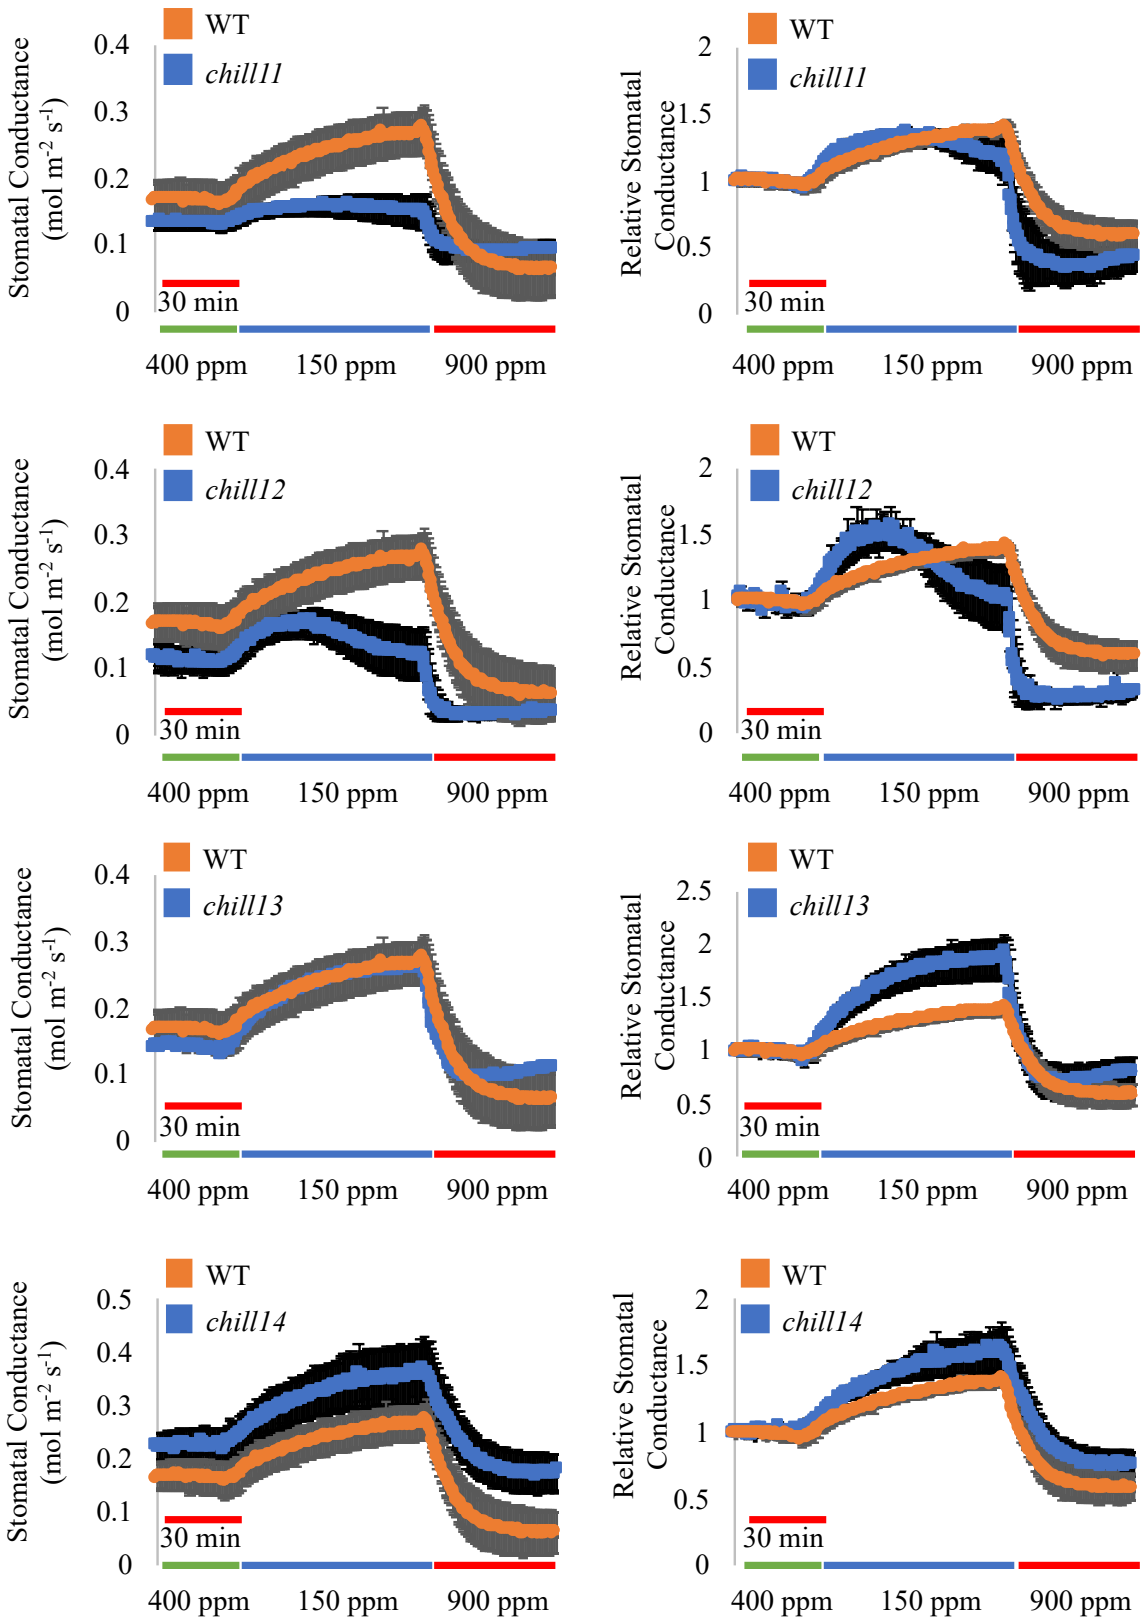 WT
chill11
Stomatal Conductance
(mol m⁻² s⁻¹)
0.4
0.3
0.2
0.1
0
30 min
400 ppm 150 ppm 900 ppm
WT
chill11
Relative Stomatal
Conductance
2
1.5
1
0.5
0
30 min
400 ppm 150 ppm 900 ppm
WT
chill12
Stomatal Conductance
(mol m⁻² s⁻¹)
0.4
0.3
0.2
0.1
0
30 min
400 ppm 150 ppm 900 ppm
WT
chill12
Relative Stomatal
Conductance
2
1.5
1
0.5
0
30 min
400 ppm 150 ppm 900 ppm
WT
chill13
Stomatal Conductance
(mol m⁻² s⁻¹)
0.4
0.3
0.2
0.1
0
30 min
400 ppm 150 ppm 900 ppm
WT
chill13
Relative Stomatal
Conductance
2.5
2
1.5
1
0.5
0
30 min
400 ppm 150 ppm 900 ppm
WT
chill14
Stomatal Conductance
(mol m⁻² s⁻¹)
0.5
0.4
0.3
0.2
0.1
0
30 min
400 ppm 150 ppm 900 ppm
WT
chill14
Relative Stomatal
Conductance
2
1.5
1
0.5
0
30 min
400 ppm 150 ppm 900 ppm